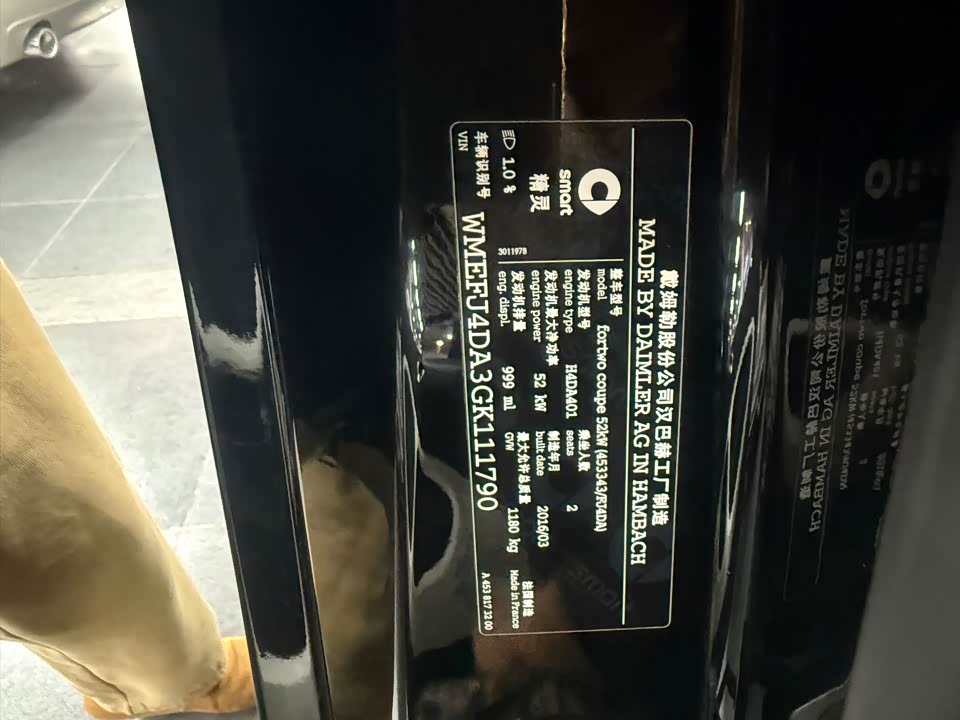 戴姆勒股份公司汉巴赫工厂制造
MADE BY DAIMLER AG IN HAMBACH
smart
精灵
1.0 %
3011978
整车型号
model fortwo coupe 52kW (453343/FJ4DA)
发动机型号 乘坐人数
engine type H4DA401 seats 2
发动机最大净功率 制造年月
engine power 52 kW built date 2016/03
发动机排量 最大允许总质量 法国制造
eng. displ. 999 ml GVW 1180 kg Made in France
车辆识别号
VIN WMEFJ4DA3GK111790
A 453 817 32 00